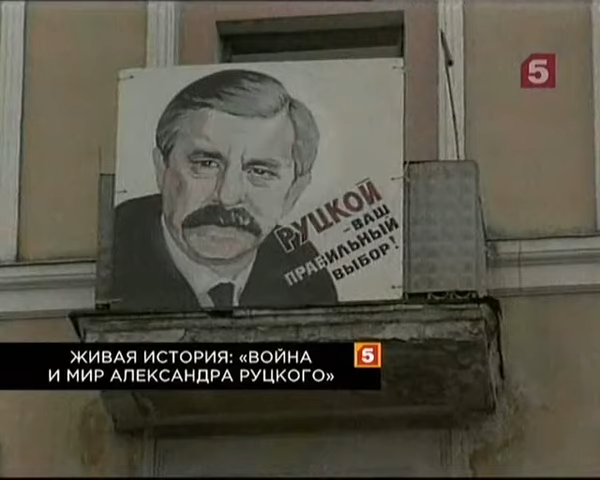 5
РУЦКОЙ
- ВАШ
ПРАВИЛЬНЫЙ
ВЫБОР!
ЖИВАЯ ИСТОРИЯ: «ВОЙНА
И МИР АЛЕКСАНДРА РУЦКОГО»
5